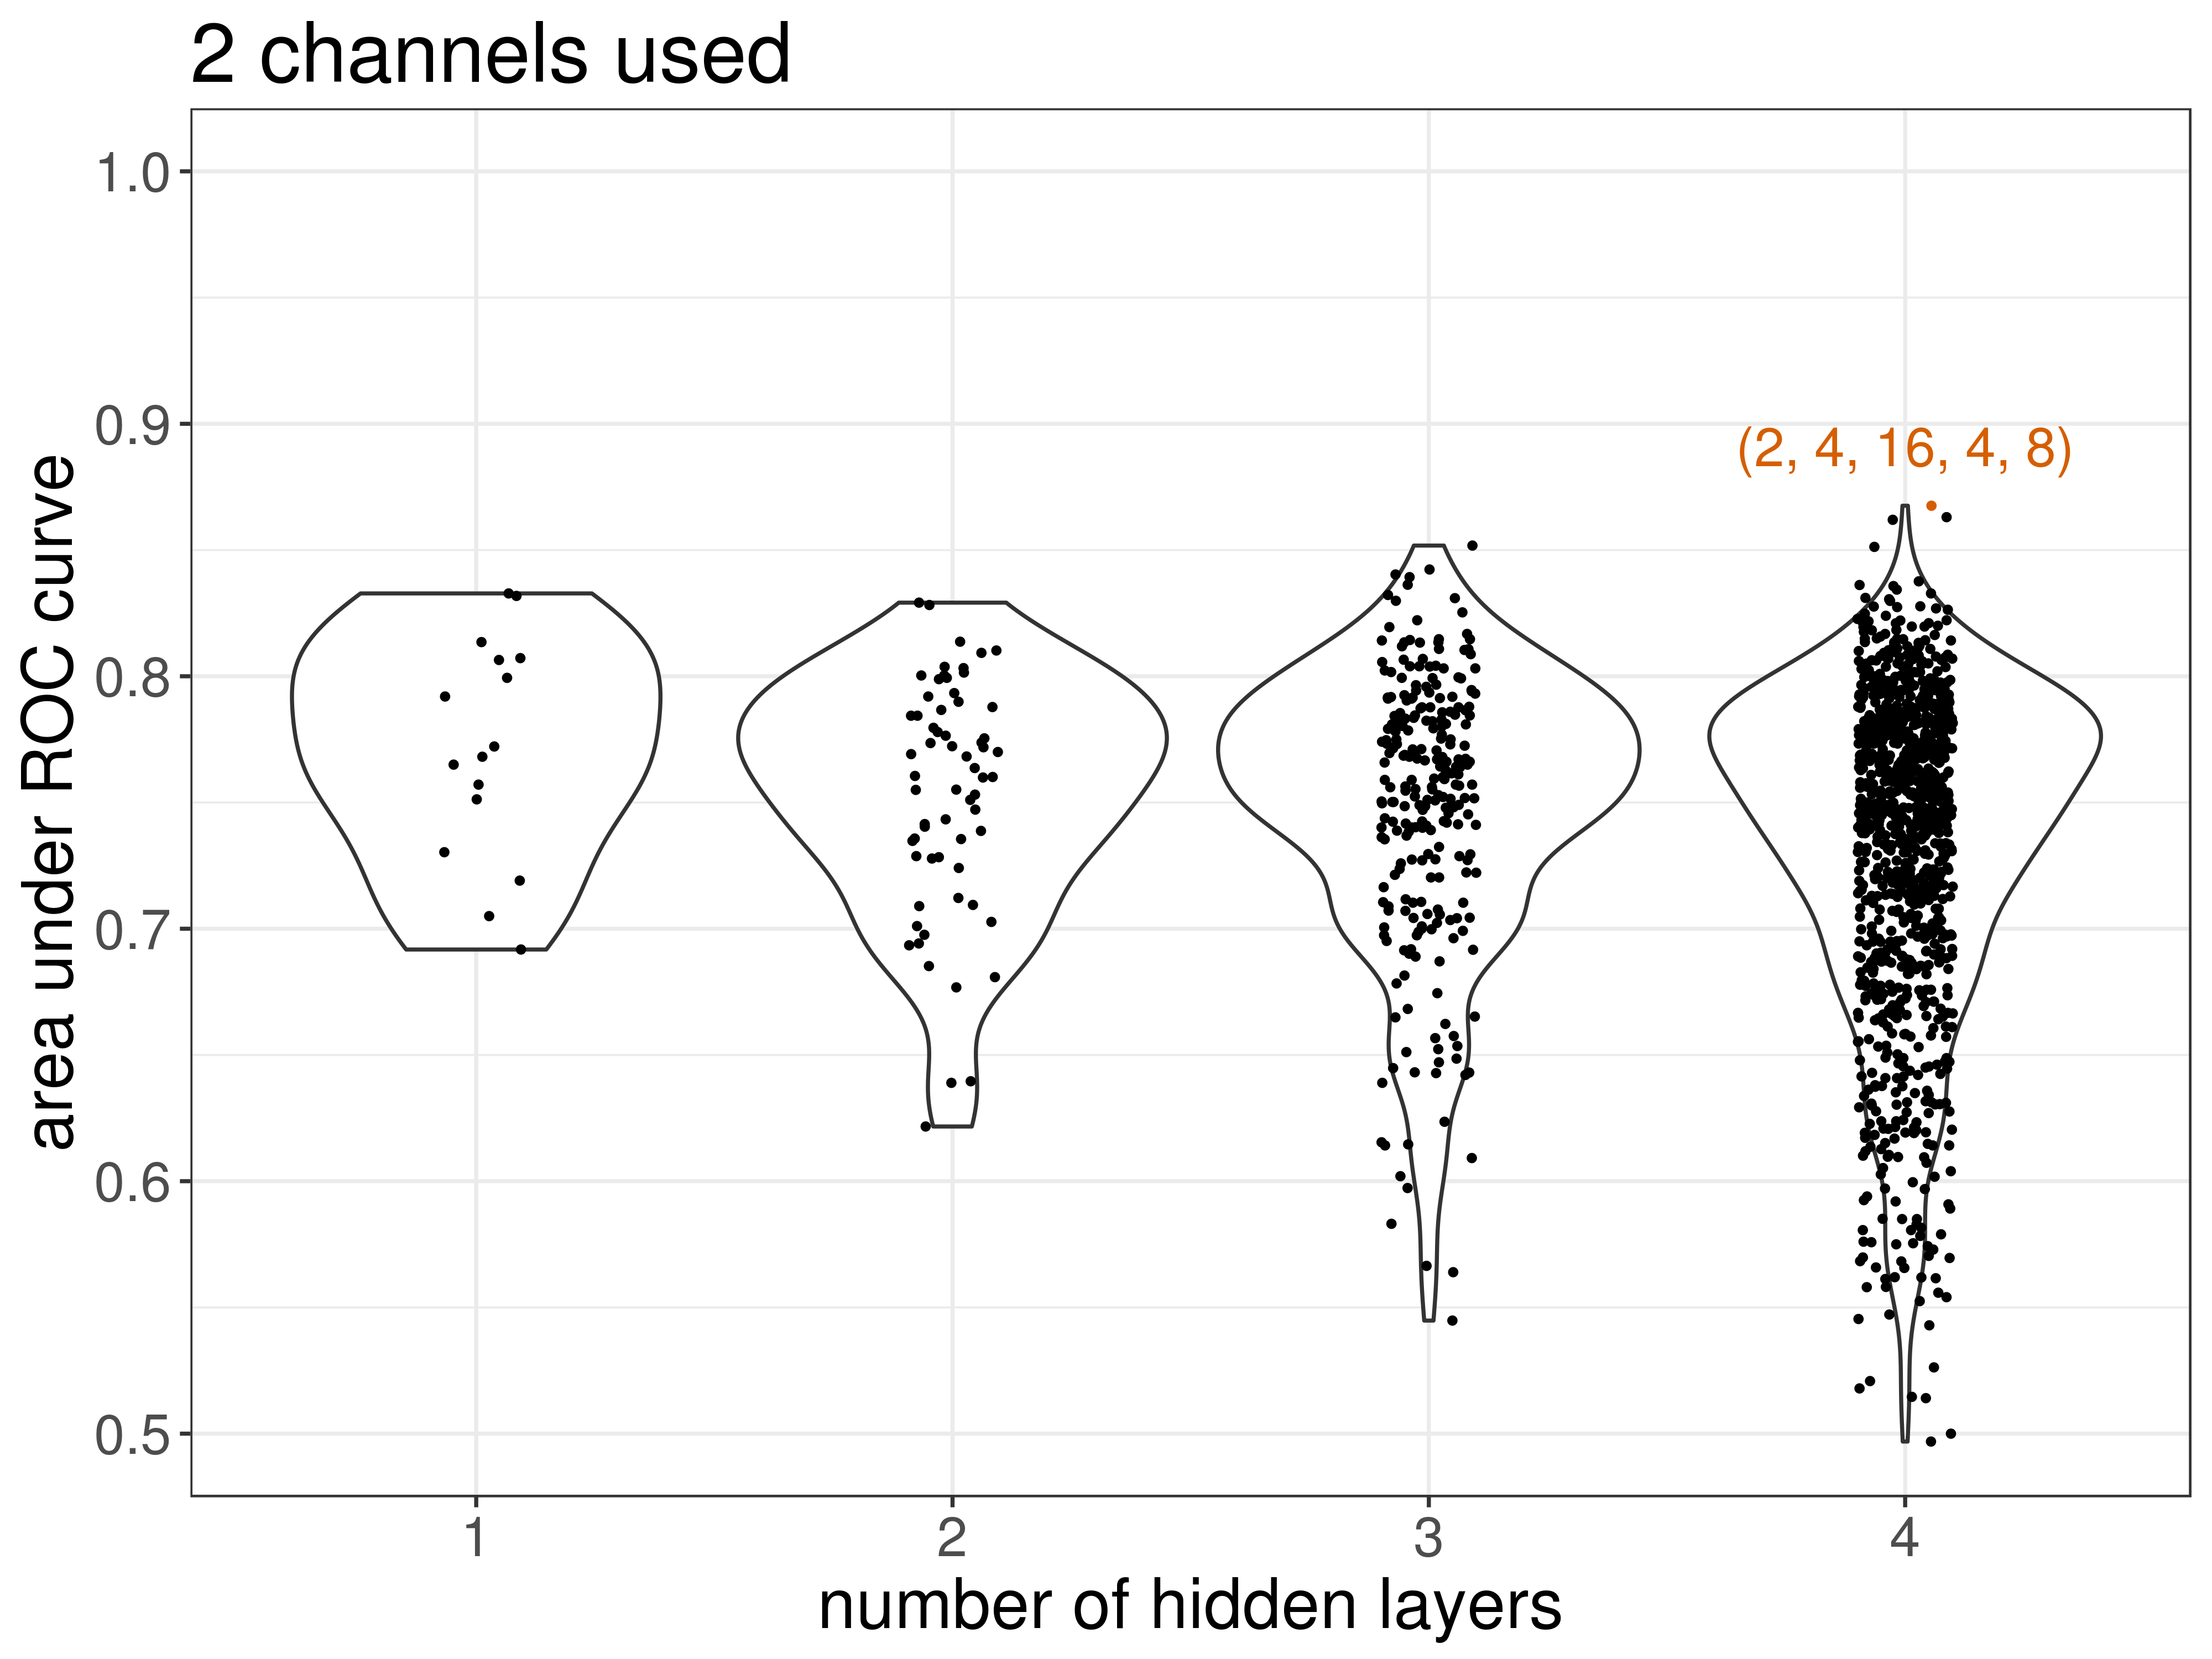 2 channels used
1.0
0.9
0.8
0.7
0.6
0.5
area under ROC curve
(2, 4, 16, 4, 8)
1 2 3 4
number of hidden layers